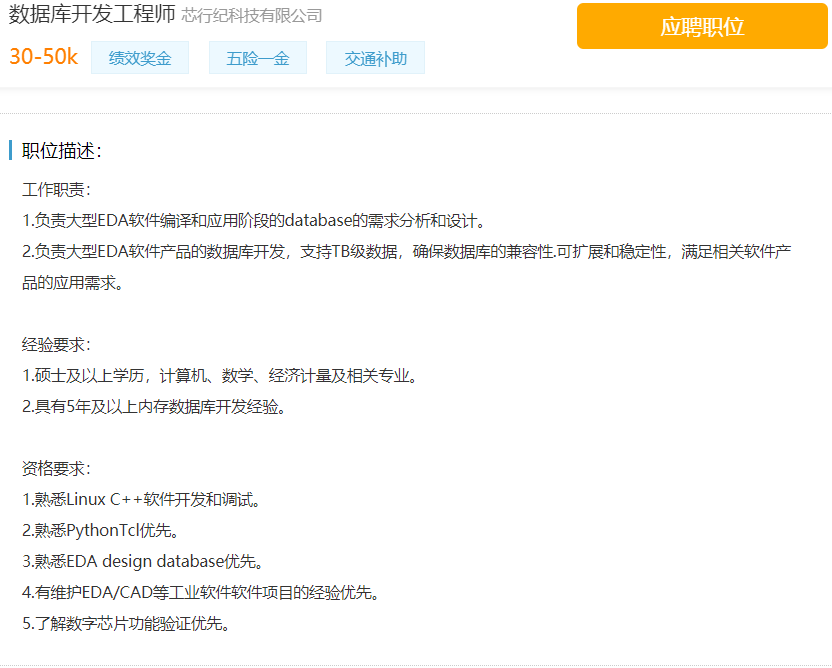 数据库开发工程师 芯行纪科技有限公司
应聘职位
30-50k 绩效奖金 五险一金 交通补助
职位描述：
工作职责：
1.负责大型EDA软件编译和应用阶段的database的需求分析和设计。
2.负责大型EDA软件产品的数据库开发，支持TB级数据，确保数据库的兼容性.可扩展和稳定性，满足相关软件产
品的应用需求。
经验要求：
1.硕士及以上学历，计算机、数学、经济计量及相关专业。
2.具有5年及以上内存数据库开发经验。
资格要求：
1.熟悉Linux C++软件开发和调试。
2.熟悉PythonTcl优先。
3.熟悉EDA design database优先。
4.有维护EDA/CAD等工业软件软件项目的经验优先。
5.了解数字芯片功能验证优先。